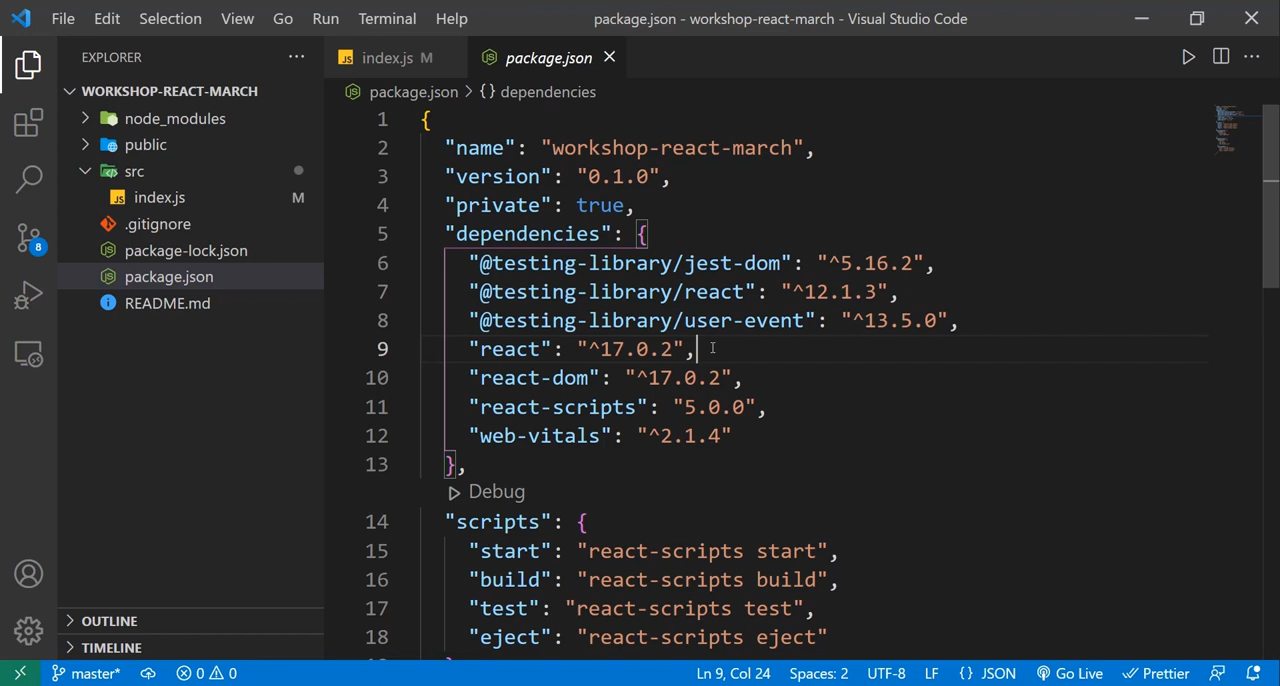 File Edit Selection View Go Run Terminal Help package.json - workshop-react-march - Visual Studio Code
EXPLORER ···
JS index.js M package.json
package.json > {} dependencies
WORKSHOP-REACT-MARCH
node_modules
public
src
JS index.js M
.gitignore
package-lock.json
package.json
README.md
8
OUTLINE
TIMELINE
1 {
2 "name": "workshop-react-march",
3 "version": "0.1.0",
4 "private": true,
5 "dependencies": {
6 "@testing-library/jest-dom": "^5.16.2",
7 "@testing-library/react": "^12.1.3",
8 "@testing-library/user-event": "^13.5.0",
9 "react": "^17.0.2",
10 "react-dom": "^17.0.2",
11 "react-scripts": "5.0.0",
12 "web-vitals": "^2.1.4"
13 },
Debug
14 "scripts": {
15 "start": "react-scripts start",
16 "build": "react-scripts build",
17 "test": "react-scripts test",
18 "eject": "react-scripts eject"
master* 0 0 Ln 9, Col 24 Spaces: 2 UTF-8 LF {} JSON Go Live Prettier